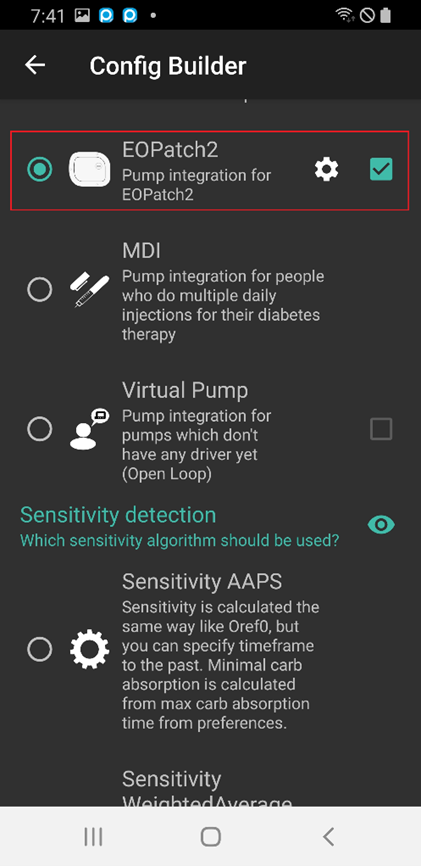 7:41
Config Builder
EOPatch2
Pump integration for
EOPatch2
MDI
Pump integration for people
who do multiple daily
injections for their diabetes
therapy
Virtual Pump
Pump integration for
pumps which don't
have any driver yet
(Open Loop)
Sensitivity detection
Which sensitivity algorithm should be used?
Sensitivity AAPS
Sensitivity is calculated the
same way like Oref0, but
you can specify timeframe
to the past. Minimal carb
absorption is calculated
from max carb absorption
time from preferences.
Sensitivity
WeightedAverage